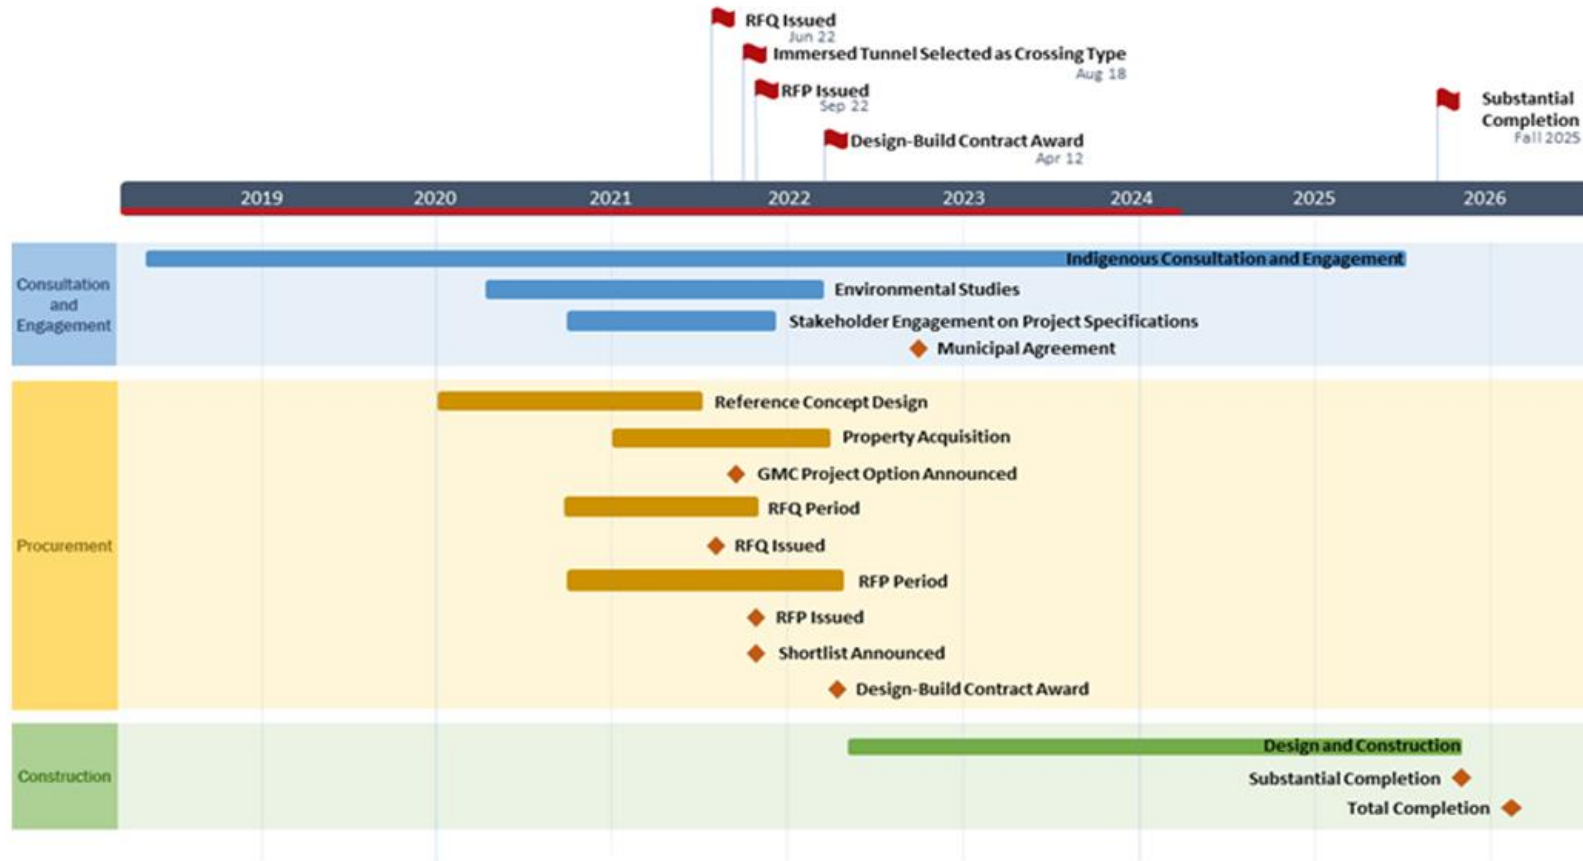 RFQ Issued
Jun 22
Immersed Tunnel Selected as Crossing Type
Aug 18
RFP Issued
Sep 22
Substantial
Completion
Fall 2025
Design-Build Contract Award
Apr 12
2019 2020 2021 2022 2023 2024 2025 2026
Consultation
and
Engagement
Indigenous Consultation and Engagement
Environmental Studies
Stakeholder Engagement on Project Specifications
Municipal Agreement
Procurement
Reference Concept Design
Property Acquisition
GMC Project Option Announced
RFQ Period
RFQ Issued
RFP Period
RFP Issued
Shortlist Announced
Design-Build Contract Award
Construction
Design and Construction
Substantial Completion
Total Completion